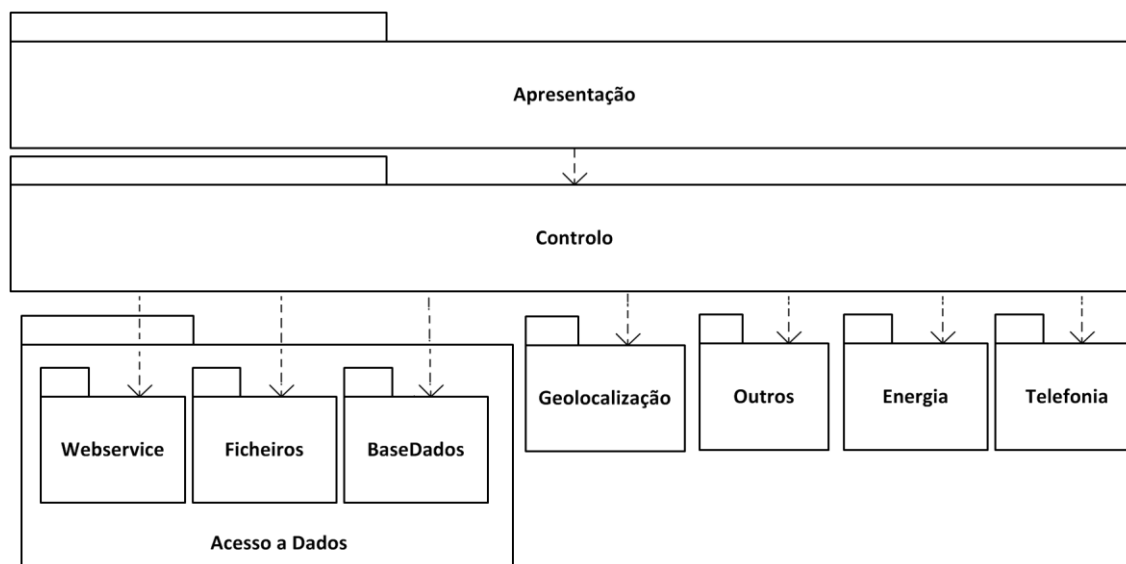 Apresentação
Controlo
Geolocalização
Outros
Energia
Telefonia
Webservice
Ficheiros
BaseDados
Acesso a Dados